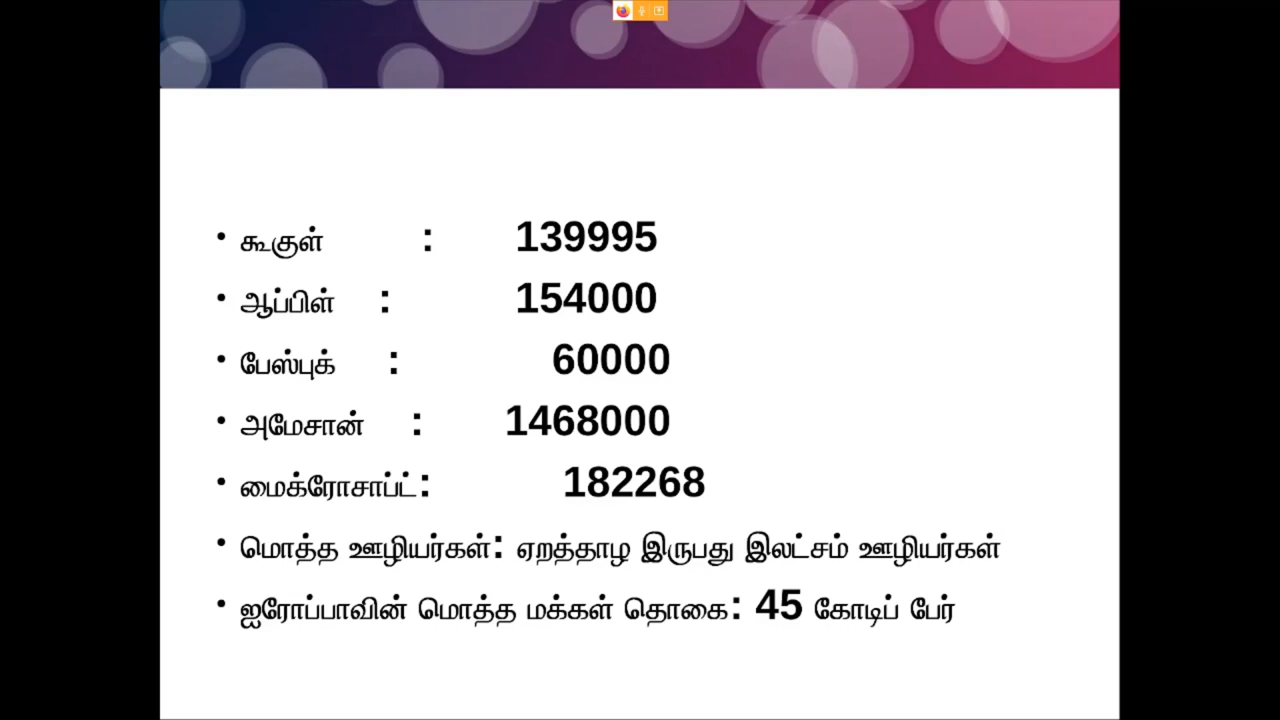 • கூகுள் : 139995
• ஆப்பிள் : 154000
• பேஸ்புக் : 60000
• அமேசான் : 1468000
• மைக்ரோசாப்ட்: 182268
• மொத்த ஊழியர்கள்: ஏறத்தாழ இருபது இலட்சம் ஊழியர்கள்
• ஐரோப்பாவின் மொத்த மக்கள் தொகை: 45 கோடிப் பேர்